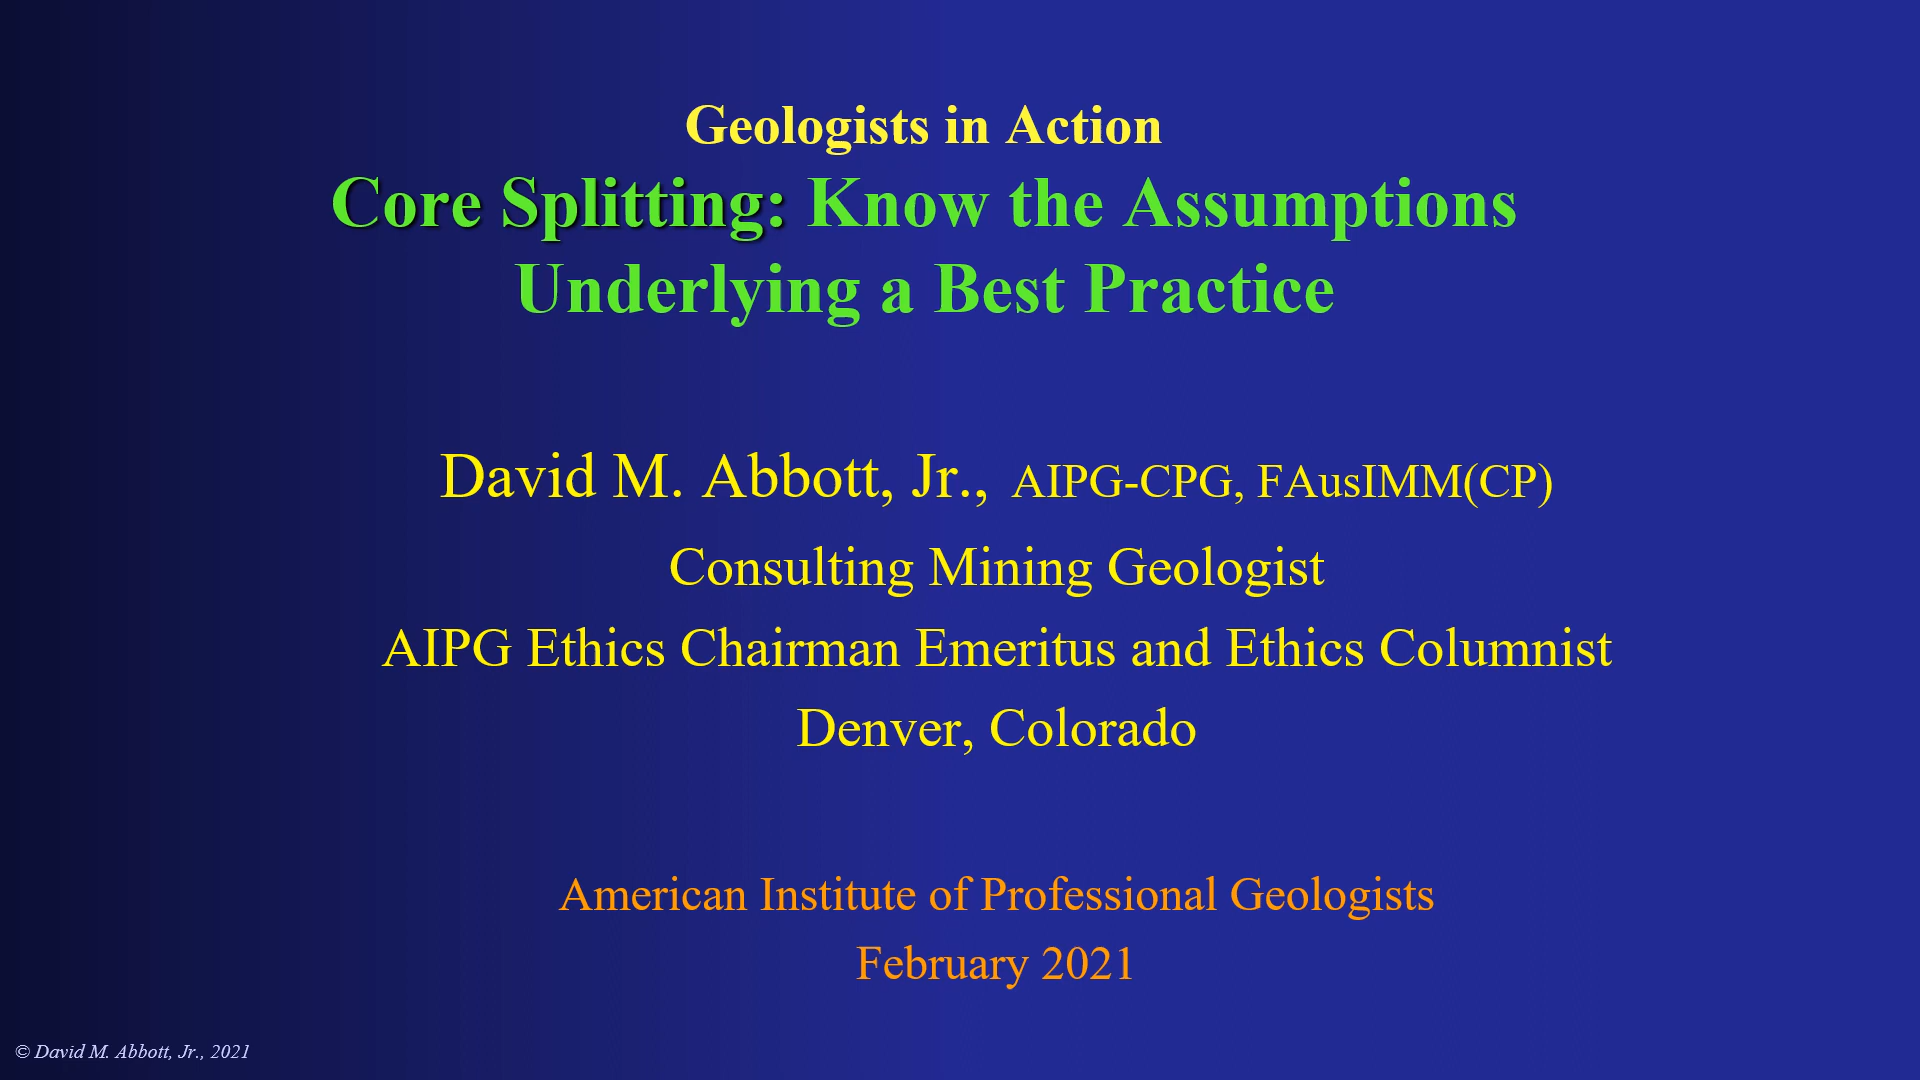 Geologists in Action
Core Splitting: Know the Assumptions
Underlying a Best Practice
David M. Abbott, Jr., AIPG-CPG, FAusIMM(CP)
Consulting Mining Geologist
AIPG Ethics Chairman Emeritus and Ethics Columnist
Denver, Colorado
American Institute of Professional Geologists
February 2021
© David M. Abbott, Jr., 2021